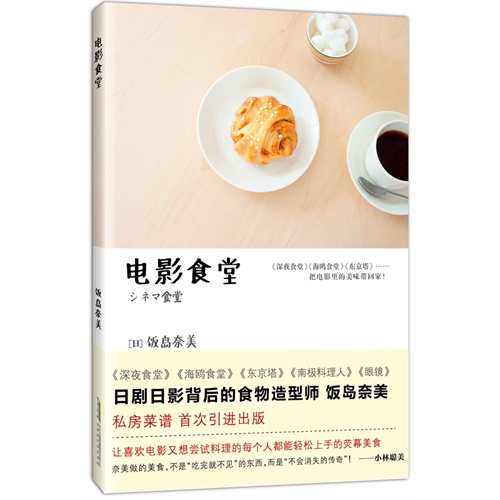 电影食堂
饭岛奈美
电影食堂
シネマ食堂
《深夜食堂》《海鸥食堂》《东京塔》……
把电影里的美味带回家！
[日] 饭岛奈美
《深夜食堂》《海鸥食堂》《东京塔》《南极料理人》《眼镜》
日剧日影背后的食物造型师 饭岛奈美
私房菜谱 首次引进出版
让喜欢电影又想尝试料理的每个人都能轻松上手的荧幕美食
奈美做的美食，不是“吃完就不见”的东西，而是“不会消失的传奇”！ ——小林聪美